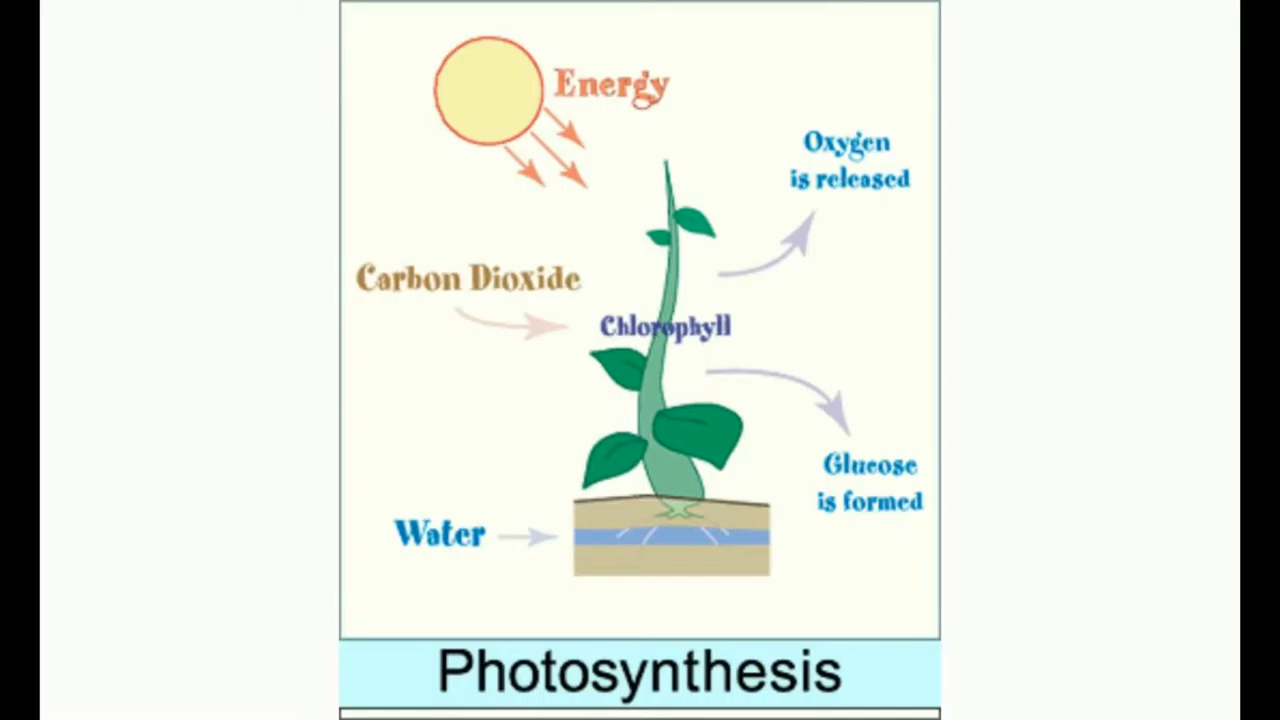 Energy
Oxygen
is released
Carbon Dioxide
Chlorophyll
Glucose
is formed
Water
Photosynthesis